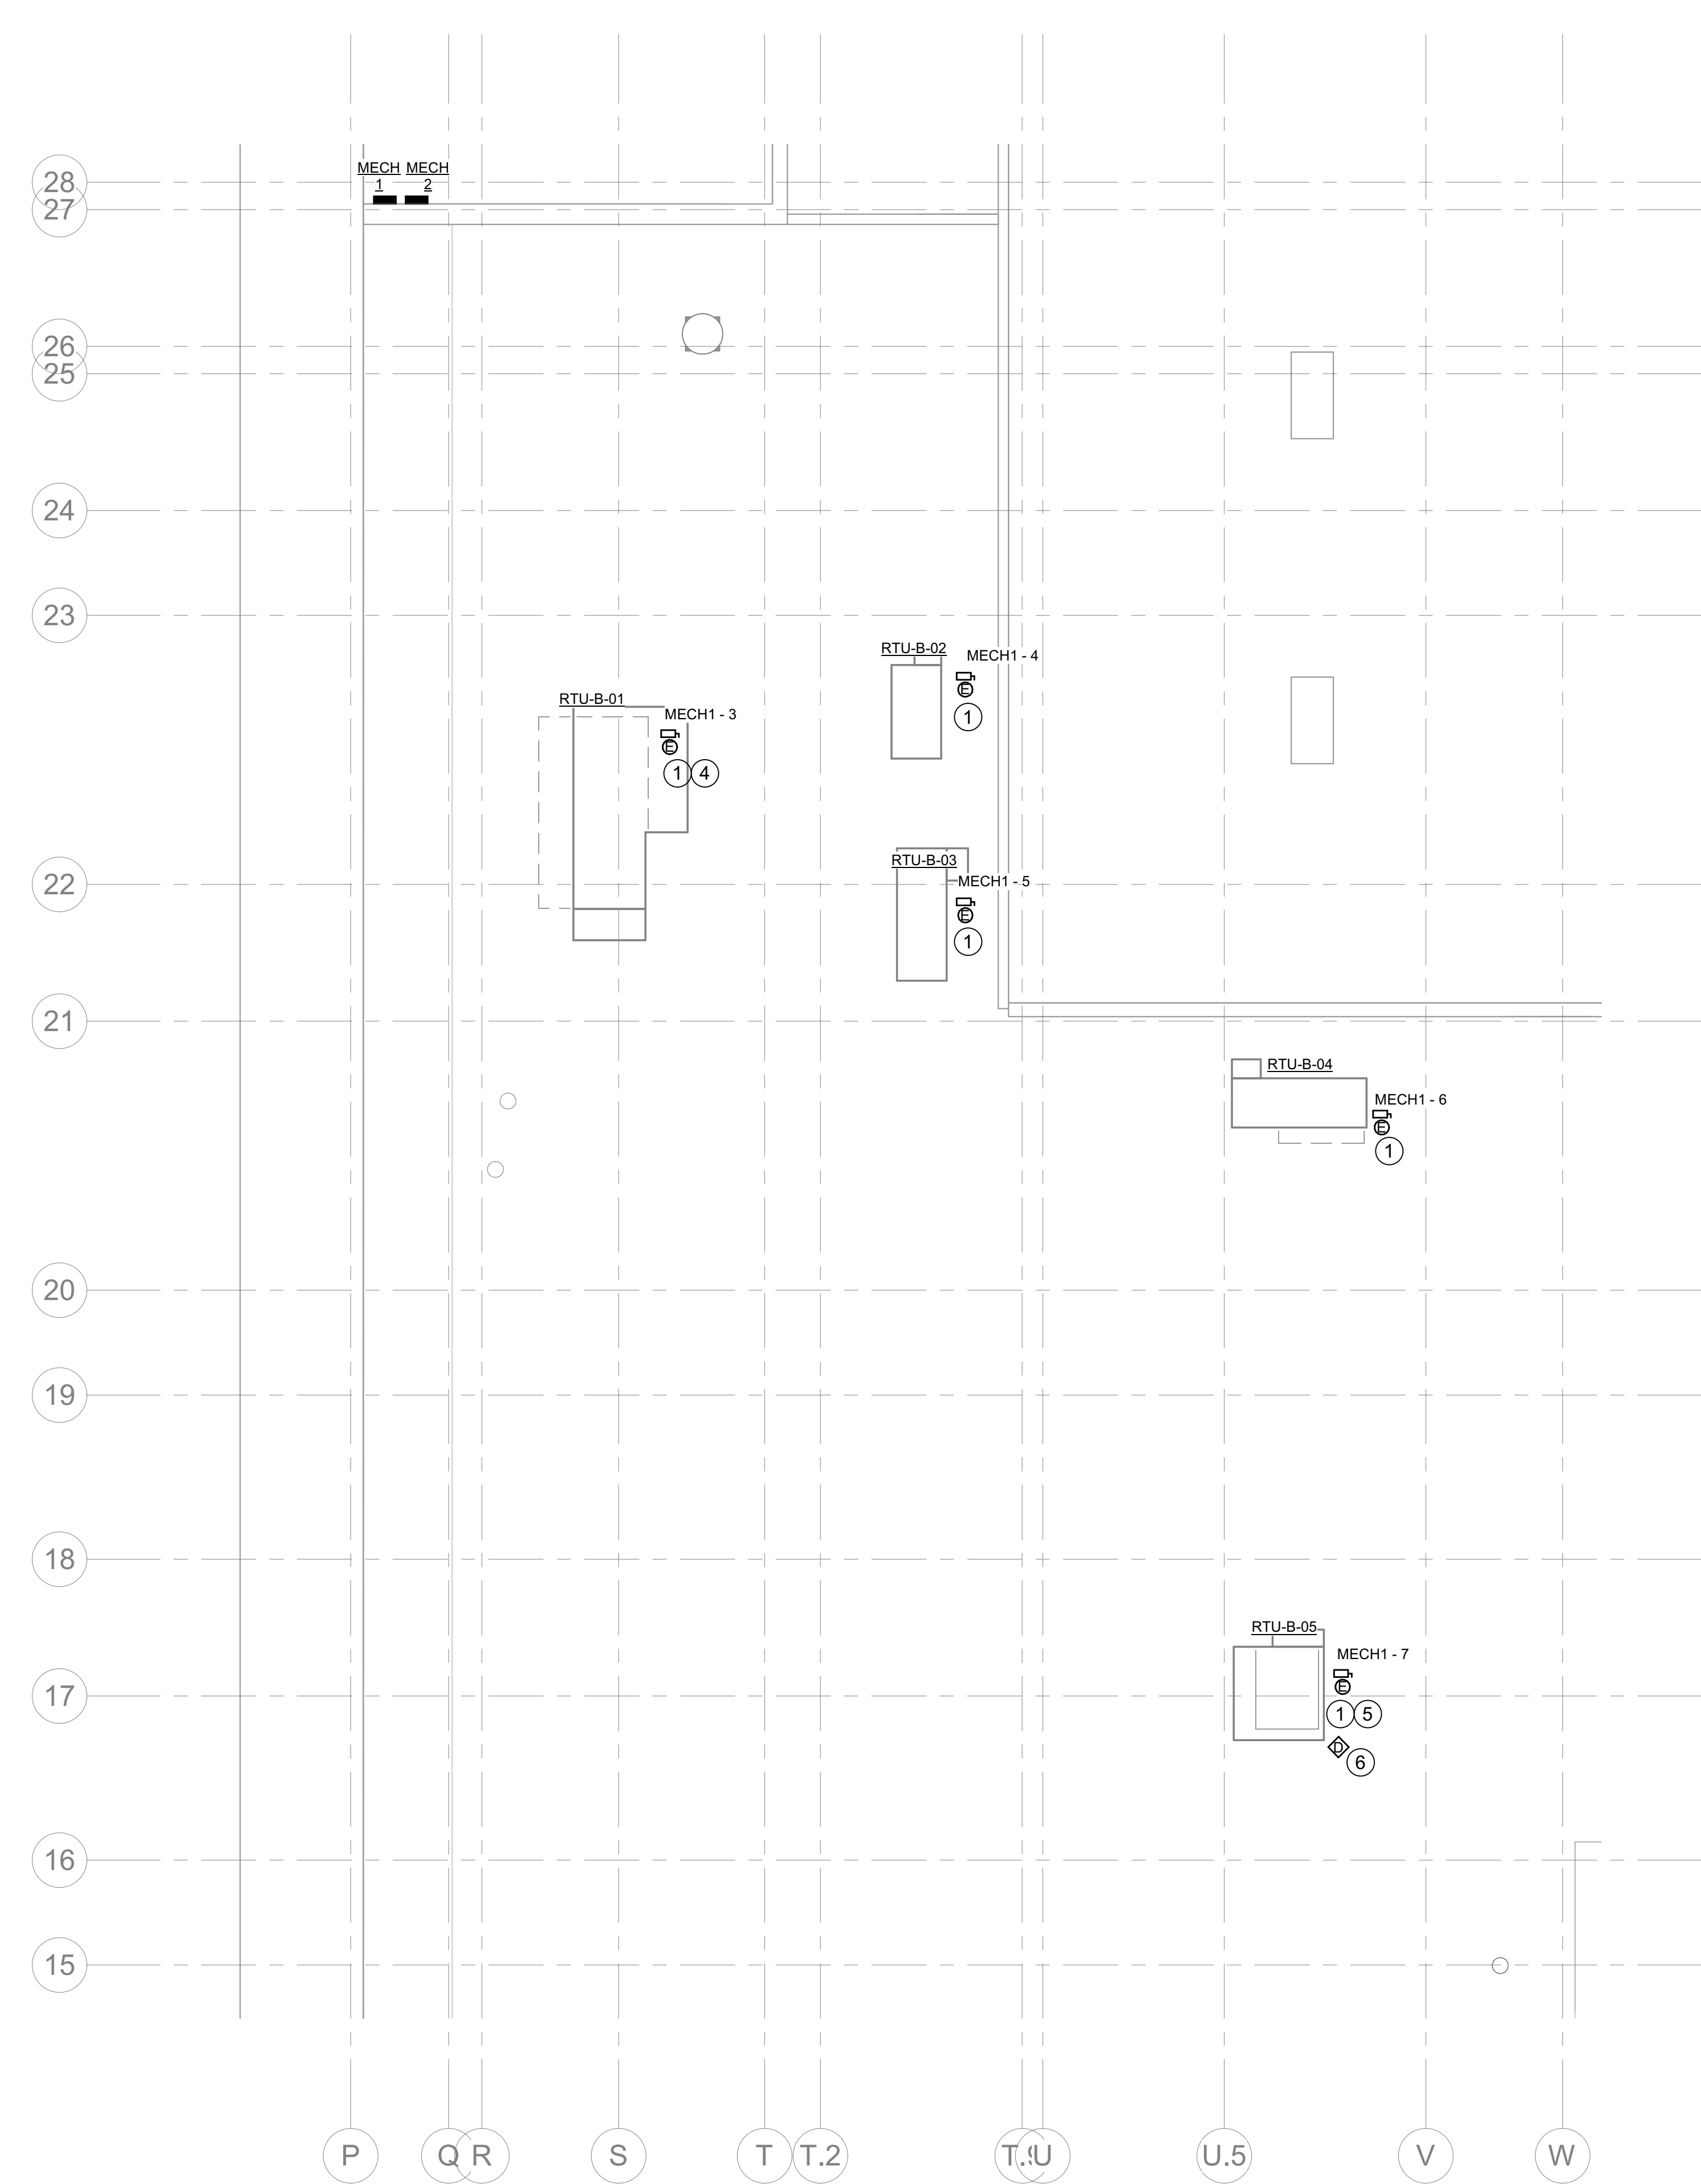 28
MECH MECH
1 2
27
26
25
24
23
RTU-B-02
MECH1 - 4
E
1
RTU-B-01
MECH1 - 3
E
1 4
RTU-B-03
22
MECH1 - 5
E
1
21
RTU-B-04
MECH1 - 6
E
1
20
19
18
RTU-B-05
MECH1 - 7
17
E
1 5
D
6
16
15
P Q R S T T.2 U U.5 V W